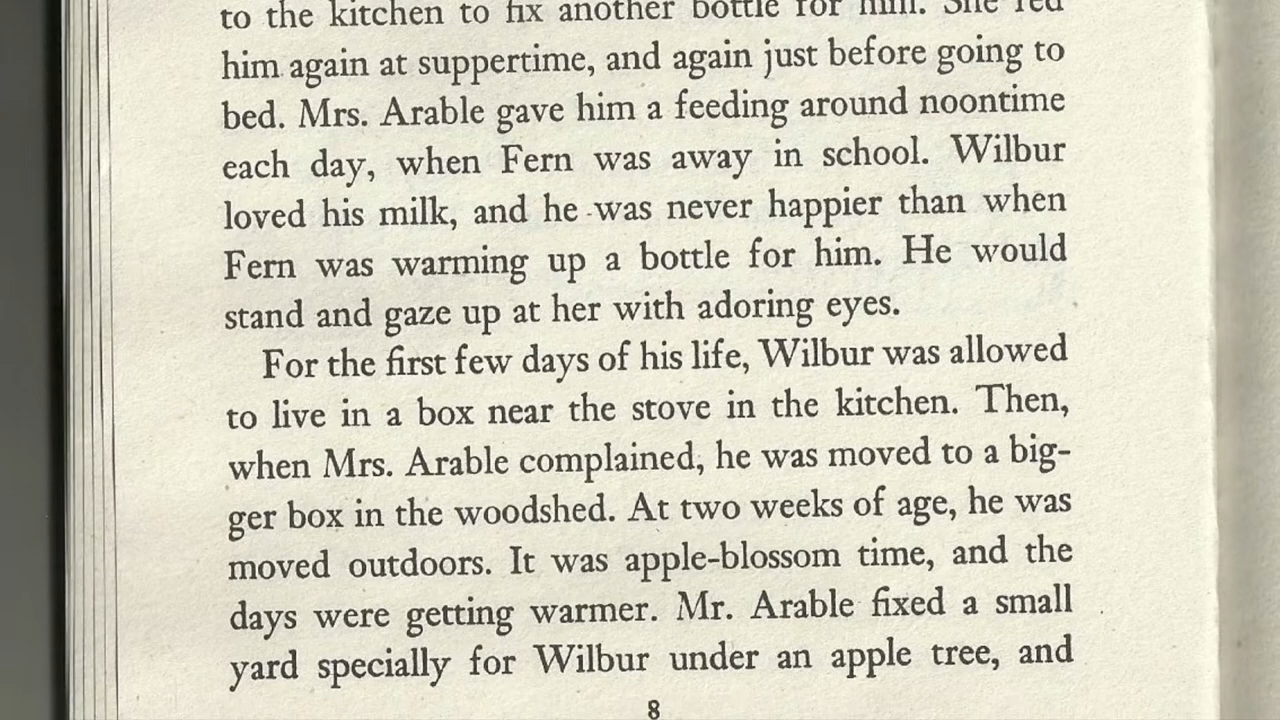 to the kitchen to fix another bottle for him. She fed
him again at suppertime, and again just before going to
bed. Mrs. Arable gave him a feeding around noontime
each day, when Fern was away in school. Wilbur
loved his milk, and he was never happier than when
Fern was warming up a bottle for him. He would
stand and gaze up at her with adoring eyes.
For the first few days of his life, Wilbur was allowed
to live in a box near the stove in the kitchen. Then,
when Mrs. Arable complained, he was moved to a big-
ger box in the woodshed. At two weeks of age, he was
moved outdoors. It was apple-blossom time, and the
days were getting warmer. Mr. Arable fixed a small
yard specially for Wilbur under an apple tree, and
8